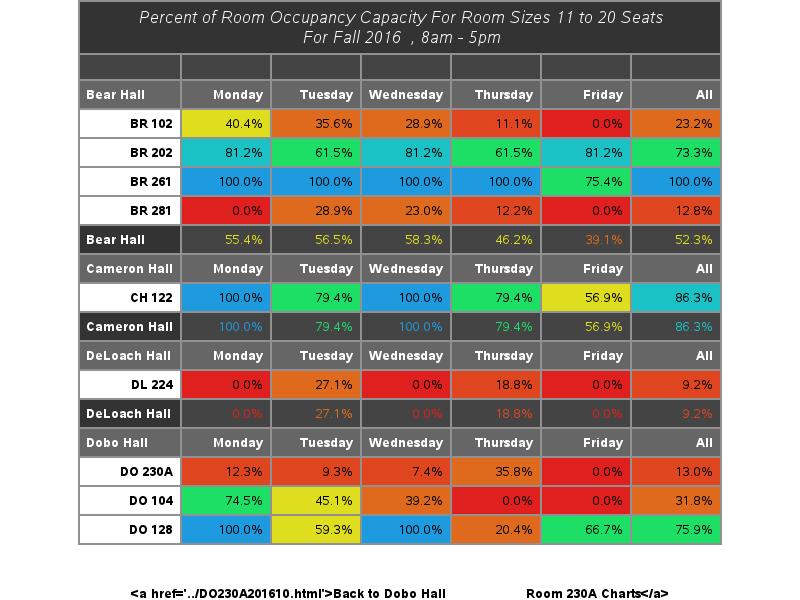 Percent of Room Occupancy Capacity For Room Sizes 11 to 20 Seats
For Fall 2016 , 8am - 5pm
Bear Hall Monday Tuesday Wednesday Thursday Friday All
BR 102 40.4% 35.6% 28.9% 11.1% 0.0% 23.2%
BR 202 81.2% 61.5% 81.2% 61.5% 81.2% 73.3%
BR 261 100.0% 100.0% 100.0% 100.0% 75.4% 100.0%
BR 281 0.0% 28.9% 23.0% 12.2% 0.0% 12.8%
Bear Hall 55.4% 56.5% 58.3% 46.2% 39.1% 52.3%
Cameron Hall Monday Tuesday Wednesday Thursday Friday All
CH 122 100.0% 79.4% 100.0% 79.4% 56.9% 86.3%
Cameron Hall 100.0% 79.4% 100.0% 79.4% 56.9% 86.3%
DeLoach Hall Monday Tuesday Wednesday Thursday Friday All
DL 224 0.0% 27.1% 0.0% 18.8% 0.0% 9.2%
DeLoach Hall 0.0% 27.1% 0.0% 18.8% 0.0% 9.2%
Dobo Hall Monday Tuesday Wednesday Thursday Friday All
DO 230A 12.3% 9.3% 7.4% 35.8% 0.0% 13.0%
DO 104 74.5% 45.1% 39.2% 0.0% 0.0% 31.8%
DO 128 100.0% 59.3% 100.0% 20.4% 66.7% 75.9%
<a href='../DO230A201610.html'>Back to Dobo Hall Room 230A Charts</a>